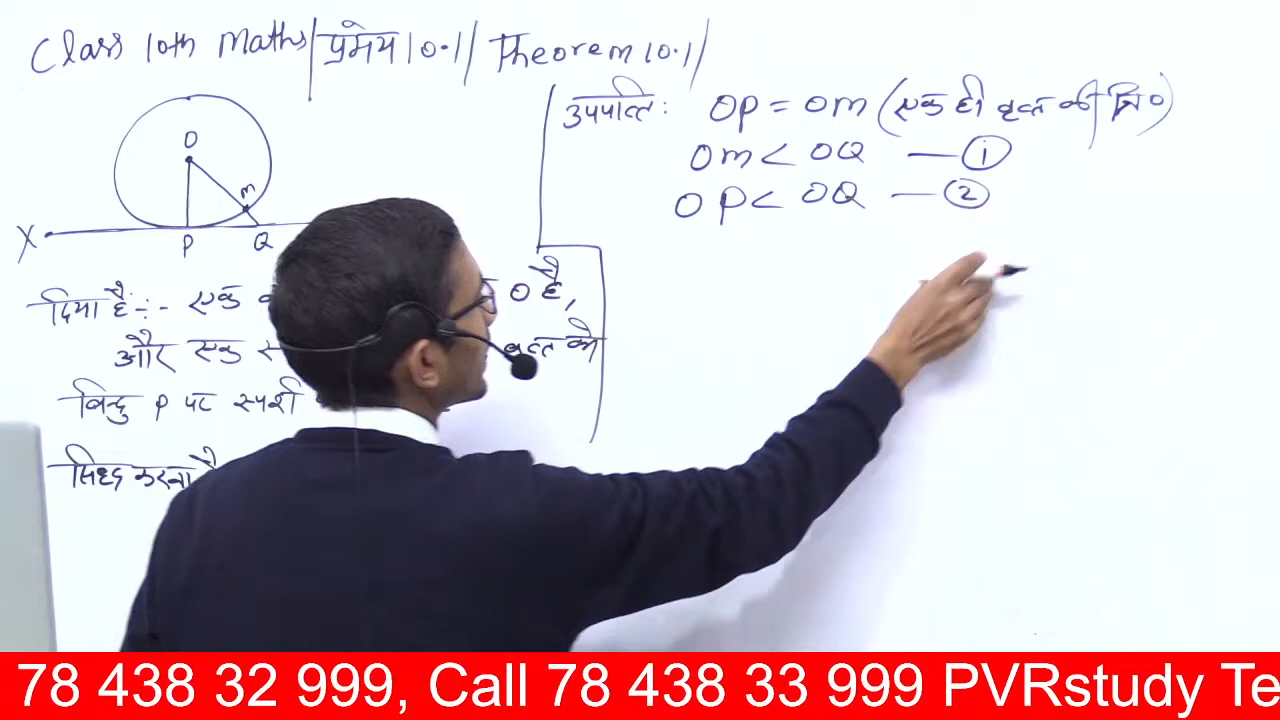 Class 10th Maths | प्रमेय 10.1 || Theorem 10.1 ||
O
M
X
P
Q
दिया है :- एक
O है,
और एक
वृत्त को
बिन्दु P पर स्पर्श
सिध्द करना है
उपपत्ति: OP = OM (एक ही वृत्त की त्रि०)
OM < OQ — ①
OP < OQ — ②
78 438 32 999, Call 78 438 33 999 PVRstudy Te